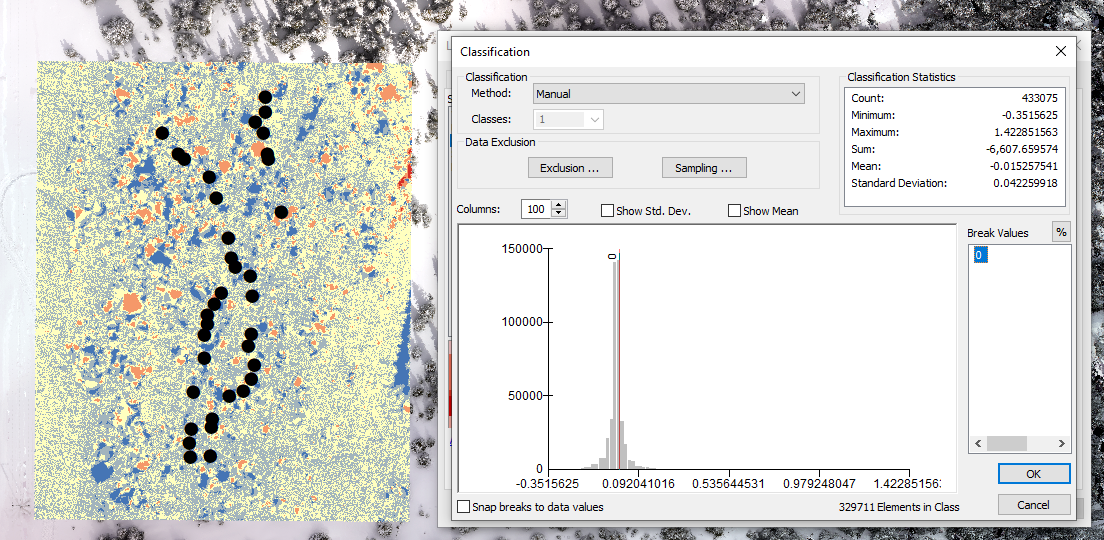 Classification
Classification
Method:
Manual
Classes:
1
Data Exclusion
Exclusion ...
Sampling ...
Classification Statistics
Count: 433075
Minimum: -0.3515625
Maximum: 1.422851563
Sum: -6,607.659574
Mean: -0.015257541
Standard Deviation: 0.042259918
Columns:
100
Show Std. Dev.
Show Mean
Break Values
%
0
150000
100000
50000
0
0
-0.3515625 0.092041016 0.535644531 0.979248047 1.422851563
Snap breaks to data values
329711 Elements in Class
OK
Cancel